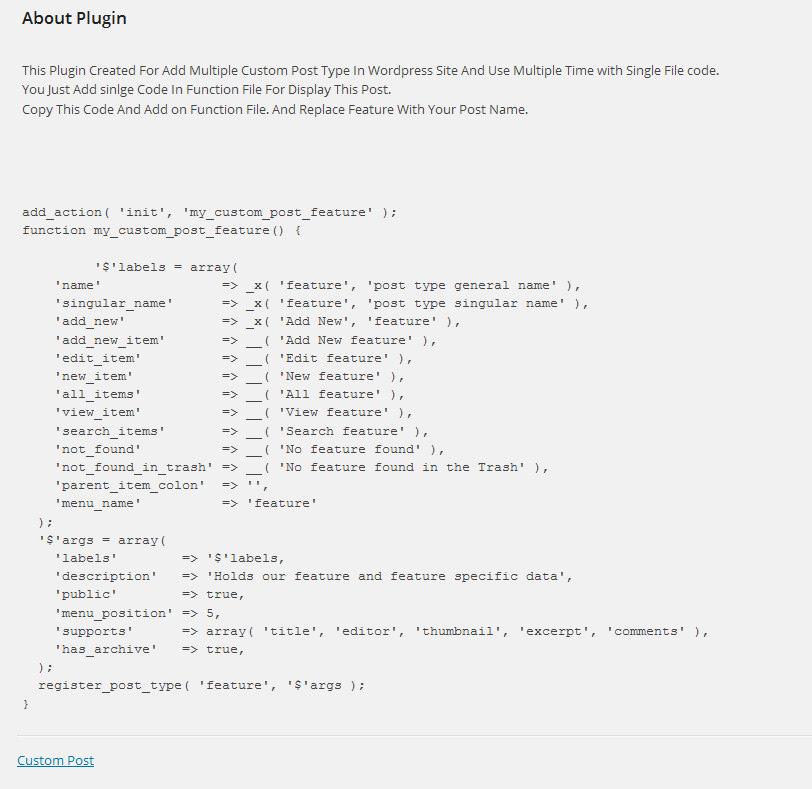 About Plugin
This Plugin Created For Add Multiple Custom Post Type In Wordpress Site And Use Multiple Time with Single File code.
You Just Add sinlge Code In Function File For Display This Post.
Copy This Code And Add on Function File. And Replace Feature With Your Post Name.
add_action( 'init', 'my_custom_post_feature' );
function my_custom_post_feature() {
'$'labels = array(
'name' => _x( 'feature', 'post type general name' ),
'singular_name' => _x( 'feature', 'post type singular name' ),
'add_new' => _x( 'Add New', 'feature' ),
'add_new_item' => __( 'Add New feature' ),
'edit_item' => __( 'Edit feature' ),
'new_item' => __( 'New feature' ),
'all_items' => __( 'All feature' ),
'view_item' => __( 'View feature' ),
'search_items' => __( 'Search feature' ),
'not_found' => __( 'No feature found' ),
'not_found_in_trash' => __( 'No feature found in the Trash' ),
'parent_item_colon' => '',
'menu_name' => 'feature'
);
'$'args = array(
'labels' => '$'labels,
'description' => 'Holds our feature and feature specific data',
'public' => true,
'menu_position' => 5,
'supports' => array( 'title', 'editor', 'thumbnail', 'excerpt', 'comments' ),
'has_archive' => true,
);
register_post_type( 'feature', '$'args );
}
Custom Post